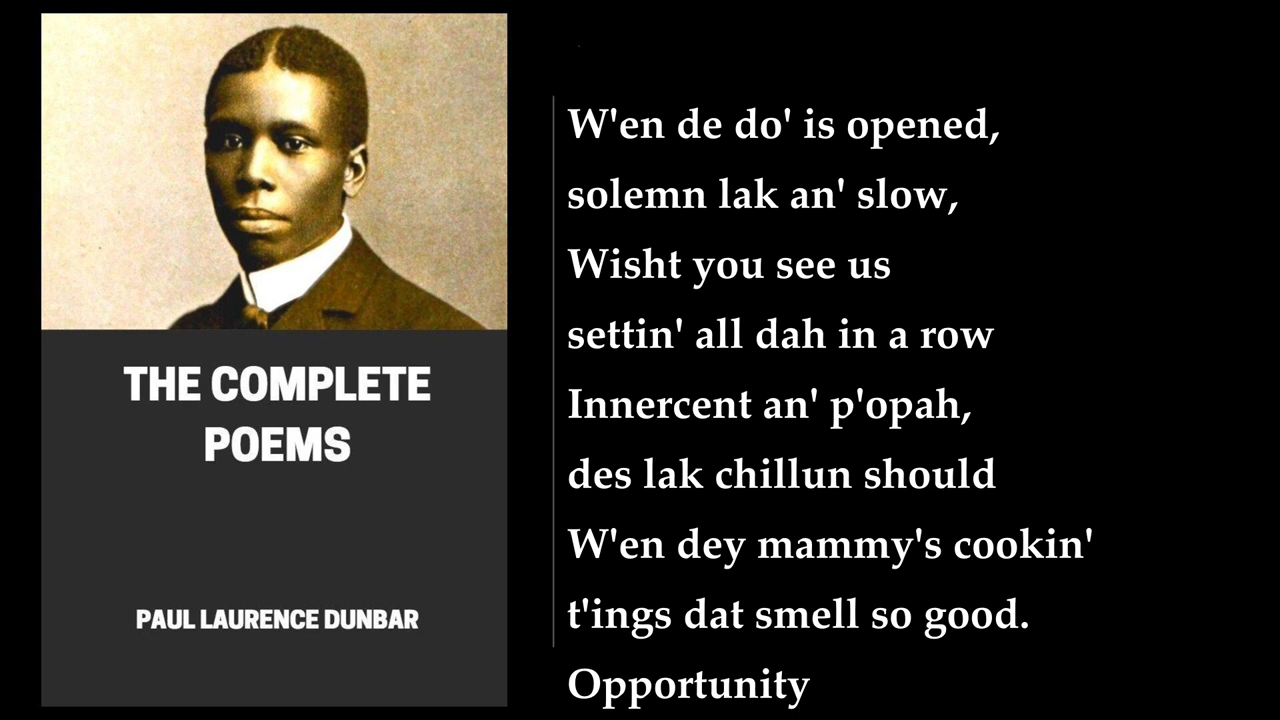 THE COMPLETE
POEMS
PAUL LAURENCE DUNBAR
W'en de do' is opened,
solemn lak an' slow,
Wisht you see us
settin' all dah in a row
Innercent an' p'opah,
des lak chillun should
W'en dey mammy's cookin'
t'ings dat smell so good.
Opportunity